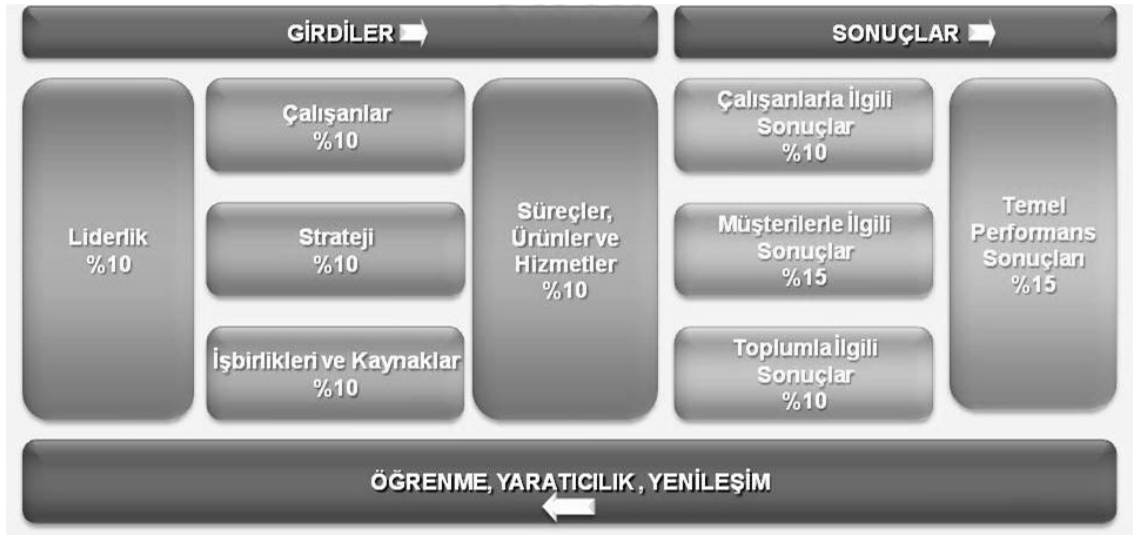 GİRDİLER
SONUÇLAR
Liderlik
%10
Çalışanlar
%10
Strateji
%10
İşbirlikleri ve Kaynaklar
%10
Süreçler,
Ürünler ve
Hizmetler
%10
Çalışanlarla İlgili
Sonuçlar
%10
Müşterilerle İlgili
Sonuçlar
%15
Toplumla İlgili
Sonuçlar
%10
Temel
Performans
Sonuçları
%15
ÖĞRENME, YARATICILIK , YENİLEŞİM